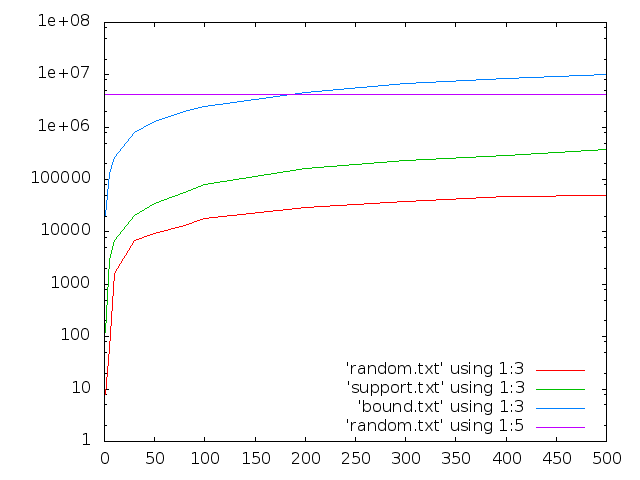 1e+08
1e+07
1e+06
100000
10000
1000
100
10
1
'random.txt' using 1:3
'support.txt' using 1:3
'bound.txt' using 1:3
'random.txt' using 1:5
0 50 100 150 200 250 300 350 400 450 500